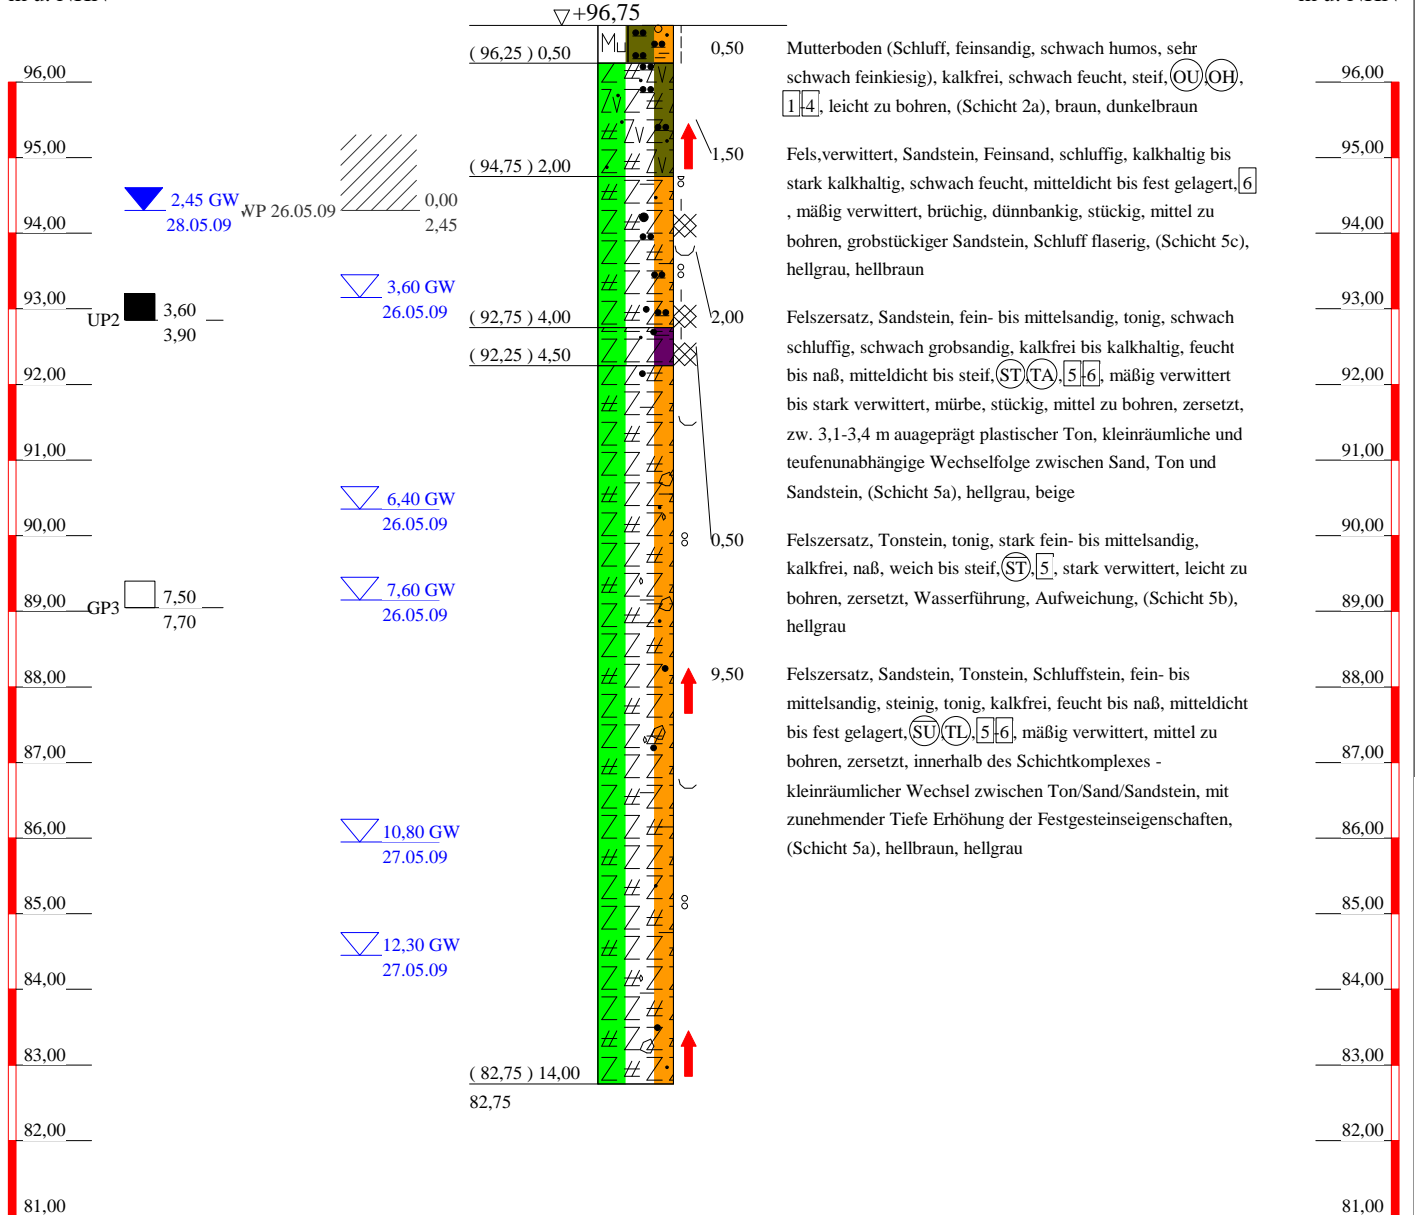 +96,75
( 96,25 ) 0,50
0,50
Mutterboden (Schluff, feinsandig, schwach humos, sehr
schwach feinkiesig), kalkfrei, schwach feucht, steif, OU, OH,
1-4, leicht zu bohren, (Schicht 2a), braun, dunkelbraun
Mu
96,00
96,00
95,00
95,00
( 94,75 ) 2,00
1,50
Fels,verwittert, Sandstein, Feinsand, schluffig, kalkhaltig bis
stark kalkhaltig, schwach feucht, mitteldicht bis fest gelagert, 6
, mäßig verwittert, brüchig, dünnbankig, stückig, mittel zu
bohren, grobstückiger Sandstein, Schluff flaserig, (Schicht 5c),
hellgrau, hellbraun
2,45 GW
28.05.09
26.05.09
0,00
2,45
94,00
94,00
3,60 GW
26.05.09
93,00
93,00
UP2
3,60
3,90
( 92,75 ) 4,00
2,00
Felszersatz, Sandstein, fein- bis mittelsandig, tonig, schwach
schluffig, schwach grobsandig, kalkfrei bis kalkhaltig, feucht
bis naß, mitteldicht bis steif, ST, TA, 5-6, mäßig verwittert
bis stark verwittert, mürbe, stückig, mittel zu bohren, zersetzt,
zw. 3,1-3,4 m auageprägt plastischer Ton, kleinräumliche und
teufenunabhängige Wechselfolge zwischen Sand, Ton und
Sandstein, (Schicht 5a), hellgrau, beige
( 92,25 ) 4,50
92,00
92,00
91,00
91,00
6,40 GW
26.05.09
90,00
90,00
0,50
Felszersatz, Tonstein, tonig, stark fein- bis mittelsandig,
kalkfrei, naß, weich bis steif, S̅T̅, 5, stark verwittert, leicht zu
bohren, zersetzt, Wasserführung, Aufweichung, (Schicht 5b),
hellgrau
7,60 GW
26.05.09
GP3
7,50
7,70
89,00
89,00
88,00
88,00
9,50
Felszersatz, Sandstein, Tonstein, Schluffstein, fein- bis
mittelsandig, steinig, tonig, kalkfrei, feucht bis naß, mitteldicht
bis fest gelagert, S̅U̅, TL, 5-6, mäßig verwittert, mittel zu
bohren, zersetzt, innerhalb des Schichtkomplexes -
kleinräumlicher Wechsel zwischen Ton/Sand/Sandstein, mit
zunehmender Tiefe Erhöhung der Festgesteinseigenschaften,
(Schicht 5a), hellbraun, hellgrau
87,00
87,00
10,80 GW
27.05.09
86,00
86,00
85,00
85,00
12,30 GW
27.05.09
84,00
84,00
83,00
83,00
( 82,75 ) 14,00
82,75
82,00
82,00
81,00
81,00